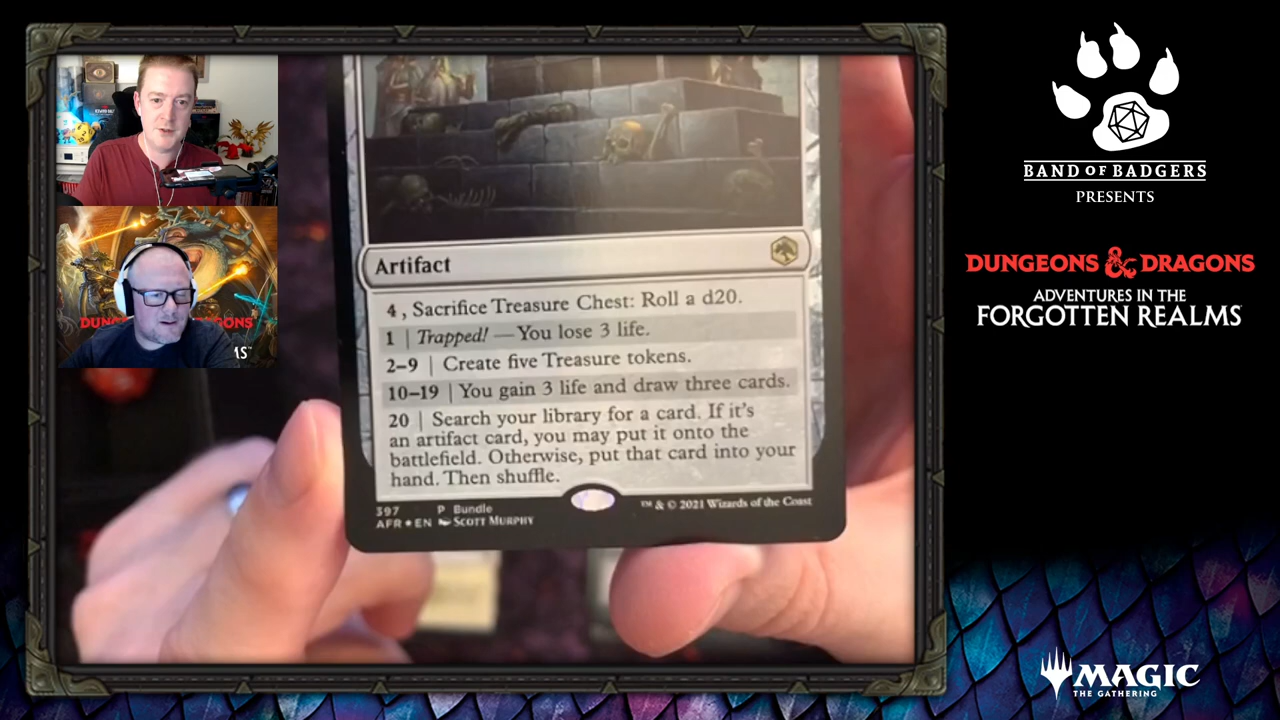 BAND OF BADGERS
PRESENTS
DUNGEONS & DRAGONS
ADVENTURES IN THE
FORGOTTEN REALMS
Artifact
4 , Sacrifice Treasure Chest: Roll a d20.
1 | Trapped! — You lose 3 life.
2–9 | Create five Treasure tokens.
10–19 | You gain 3 life and draw three cards.
20 | Search your library for a card. If it's
an artifact card, you may put it onto the
battlefield. Otherwise, put that card into your
hand. Then shuffle.
397 P Bundle
AFR • EN Scott Murphy
™ & © 2021 Wizards of the Coast
MAGIC
THE GATHERING